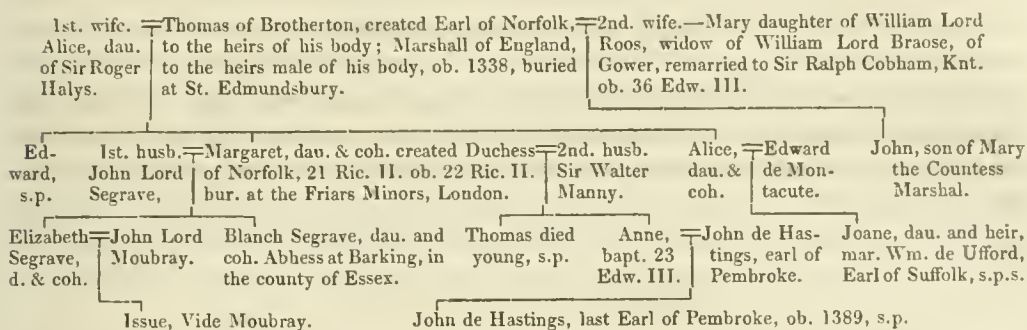 1st. wife.
Alice, dau.
of Sir Roger
Halys.
Thomas of Brotherton, created Earl of Norfolk,
to the heirs of his body; Marshall of England,
to the heirs male of his body, ob. 1338, buried
at St. Edmundsbury.
2nd. wife.—Mary daughter of William Lord
Roos, widow of William Lord Braose, of
Gower, remarried to Sir Ralph Cobham, Knt.
ob. 36 Edw. III.
Ed-
ward,
s.p.
1st. husb.
John Lord
Segrave,
Margaret, dau. & coh. created Duchess
of Norfolk, 21 Ric. II. ob. 22 Ric. II.
bur. at the Friars Minors, London.
2nd. husb.
Sir Walter
Manny.
Alice,
dau. &
coh.
Edward
de Mon-
tacute.
John, son of Mary
the Countess
Marshal.
Elizabeth
Segrave,
d. & coh.
John Lord
Moubray.
Blanch Segrave, dau. and
coh. Abbess at Barking, in
the county of Essex.
Thomas died
young, s.p.
Anne,
bapt. 23
Edw. III.
John de Has-
tings, earl of
Pembroke.
Joane, dau. and heir,
mar. Wm. de Ufford,
Earl of Suffolk, s.p.s.
Issue, Vide Moubray.
John de Hastings, last Earl of Pembroke, ob. 1389, s.p.